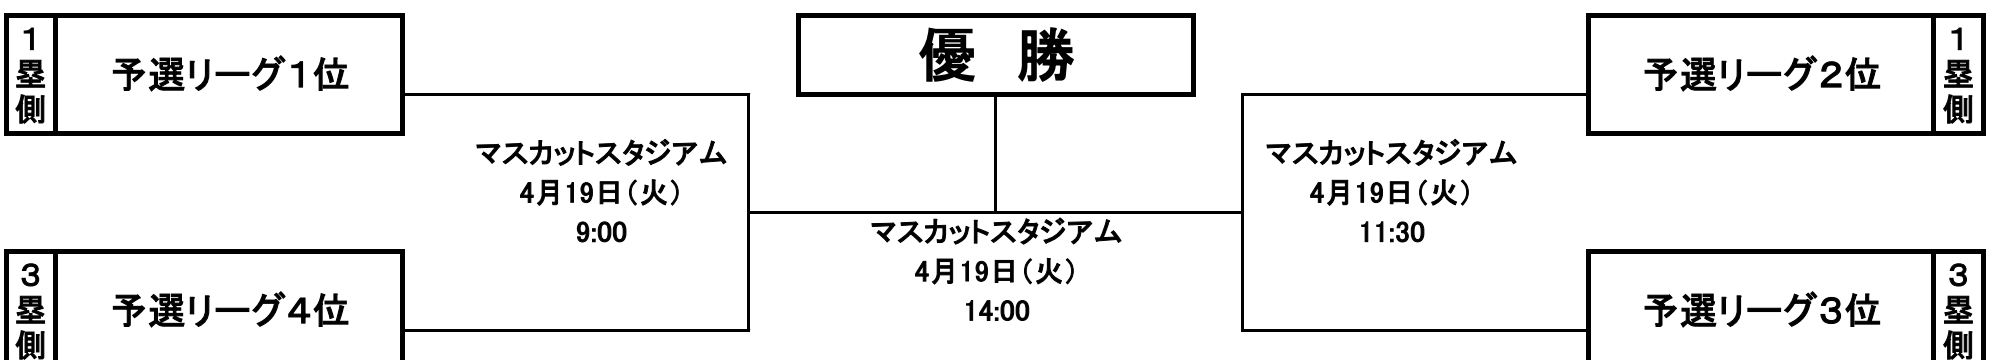 1塁側
予選リーグ1位
優　勝
予選リーグ2位
1塁側
マスカットスタジアム
4月19日（火）
9:00
マスカットスタジアム
4月19日（火）
11:30
マスカットスタジアム
4月19日（火）
14:00
3塁側
予選リーグ4位
予選リーグ3位
3塁側